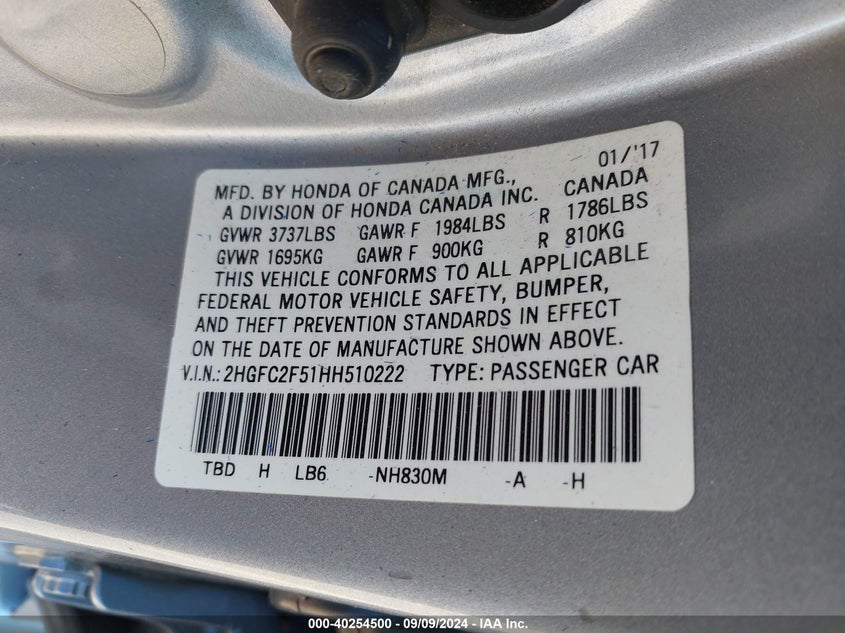 01/'17
MFD. BY HONDA OF CANADA MFG.,
A DIVISION OF HONDA CANADA INC. CANADA
GVWR 3737LBS GAWR F 1984LBS R 1786LBS
GVWR 1695KG GAWR F 900KG R 810KG
THIS VEHICLE CONFORMS TO ALL APPLICABLE
FEDERAL MOTOR VEHICLE SAFETY, BUMPER,
AND THEFT PREVENTION STANDARDS IN EFFECT
ON THE DATE OF MANUFACTURE SHOWN ABOVE.
V.I.N.: 2HGFC2F51HH510222 TYPE: PASSENGER CAR
TBD H LB6 -NH830M -A -H
000-40254500 - 09/09/2024 - IAA Inc.